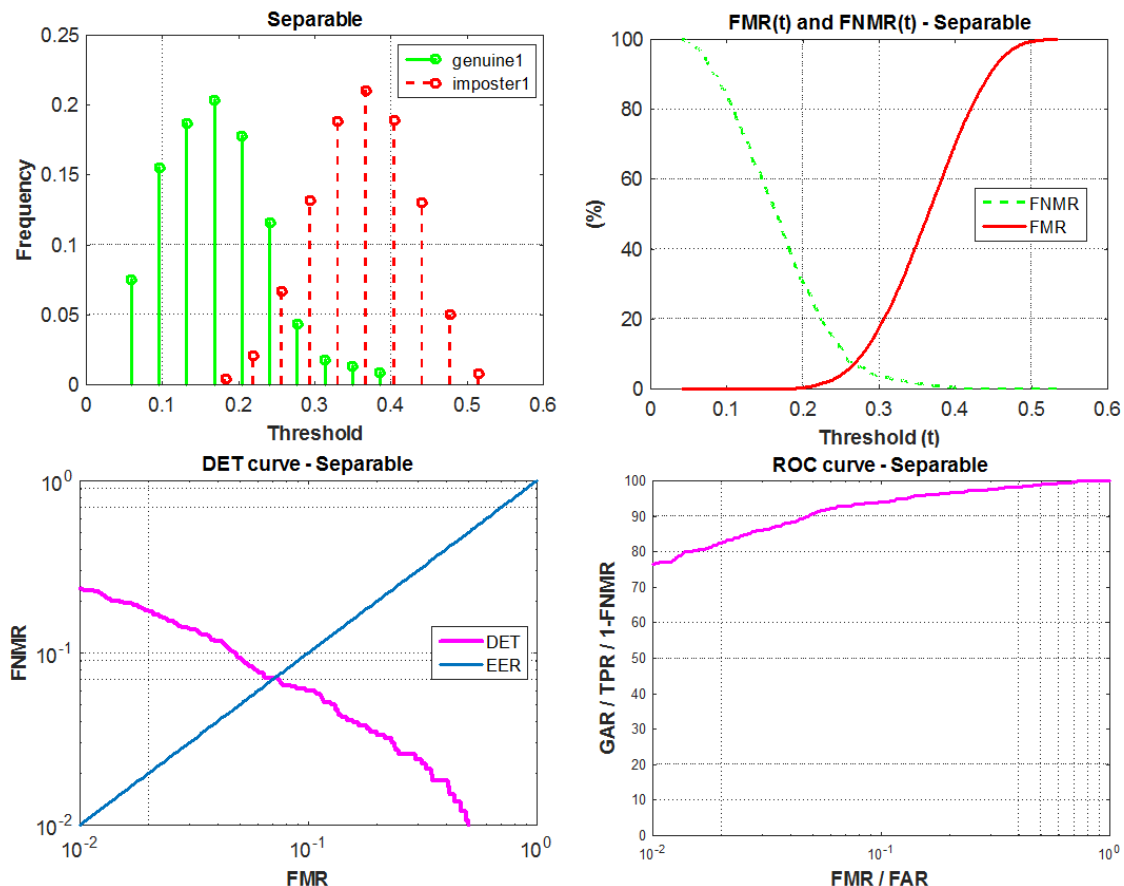 Separable
0.25
0.2
0.15
0.1
0.05
0
Frequency
genuine1
imposter1
0 0.1 0.2 0.3 0.4 0.5 0.6
Threshold
FMR(t) and FNMR(t) - Separable
100
80
60
40
20
0
(%)
FNMR
FMR
0 0.1 0.2 0.3 0.4 0.5 0.6
Threshold (t)
DET curve - Separable
10^0
10^-1
10^-2
FNMR
DET
EER
10^-2 10^-1 10^0
FMR
ROC curve - Separable
100
90
80
70
60
50
40
30
20
10
0
GAR / TPR / 1-FNMR
10^-2 10^-1 10^0
FMR / FAR